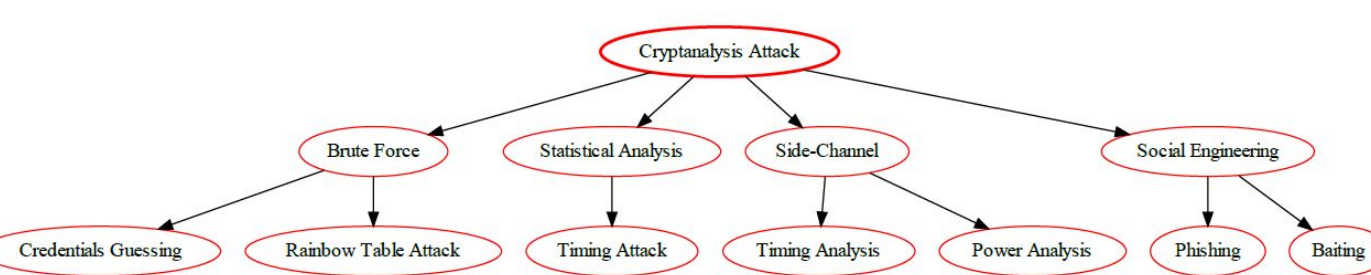 Cryptanalysis Attack
Brute Force
Statistical Analysis
Side-Channel
Social Engineering
Credentials Guessing
Rainbow Table Attack
Timing Attack
Timing Analysis
Power Analysis
Phishing
Baiting